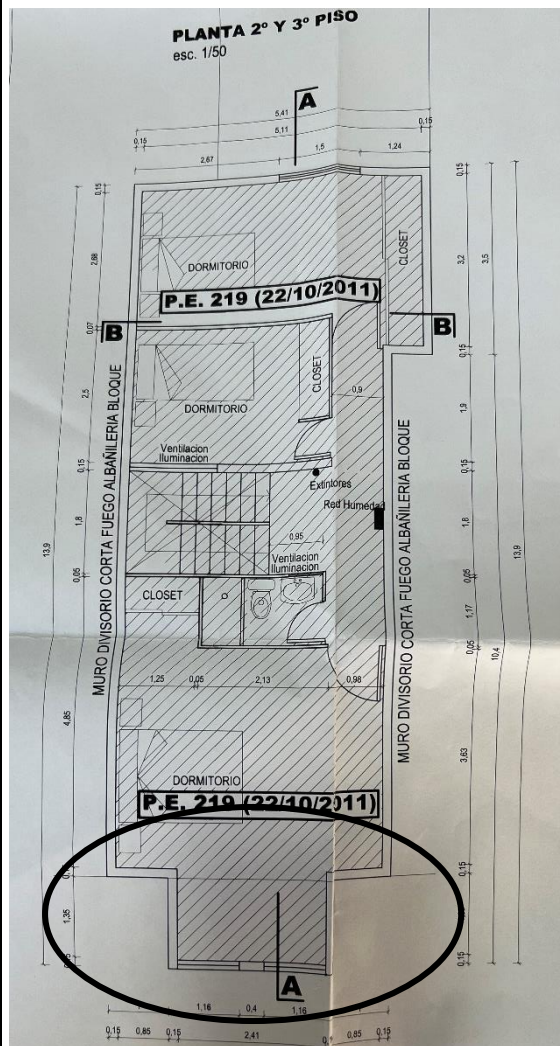 PLANTA 2º Y 3º PISO
esc. 1/50
A
5,41
0,15 5,11 0,15
2,67 1,5 1,24
0,15
0,15
DORMITORIO
CLOSET
2,68
3,2
3,5
P.E. 219 (22/10/2011)
B
B
0,07
0,15
MURO DIVISORIO CORTA FUEGO ALBAÑILERIA BLOQUE
2,5
CLOSET
DORMITORIO
0,9
1,9
Ventilacion
Iluminacion
0,15
0,15
Extintores
Red Humedad
1,8
0,95
1,8
13,9
13,9
Ventilacion
Iluminacion
0,05
0,05
CLOSET
1,17
0,05
10,4
MURO DIVISORIO CORTA FUEGO ALBAÑILERIA BLOQUE
1,25 0,05 2,13 0,98
4,85
3,63
DORMITORIO
P.E. 219 (22/10/2011)
0,15
1,35
A
0,15
1,16 0,4 1,16
0,15 0,85 0,15 2,41 0,85 0,15